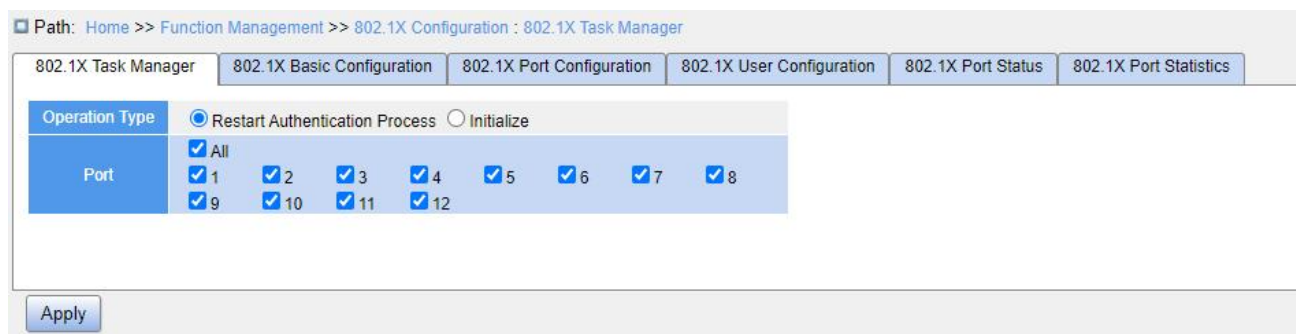 Path: Home >> Function Management >> 802.1X Configuration : 802.1X Task Manager
802.1X Task Manager 802.1X Basic Configuration 802.1X Port Configuration 802.1X User Configuration 802.1X Port Status 802.1X Port Statistics
Operation Type Restart Authentication Process Initialize
All
Port 1 2 3 4 5 6 7 8
9 10 11 12
Apply